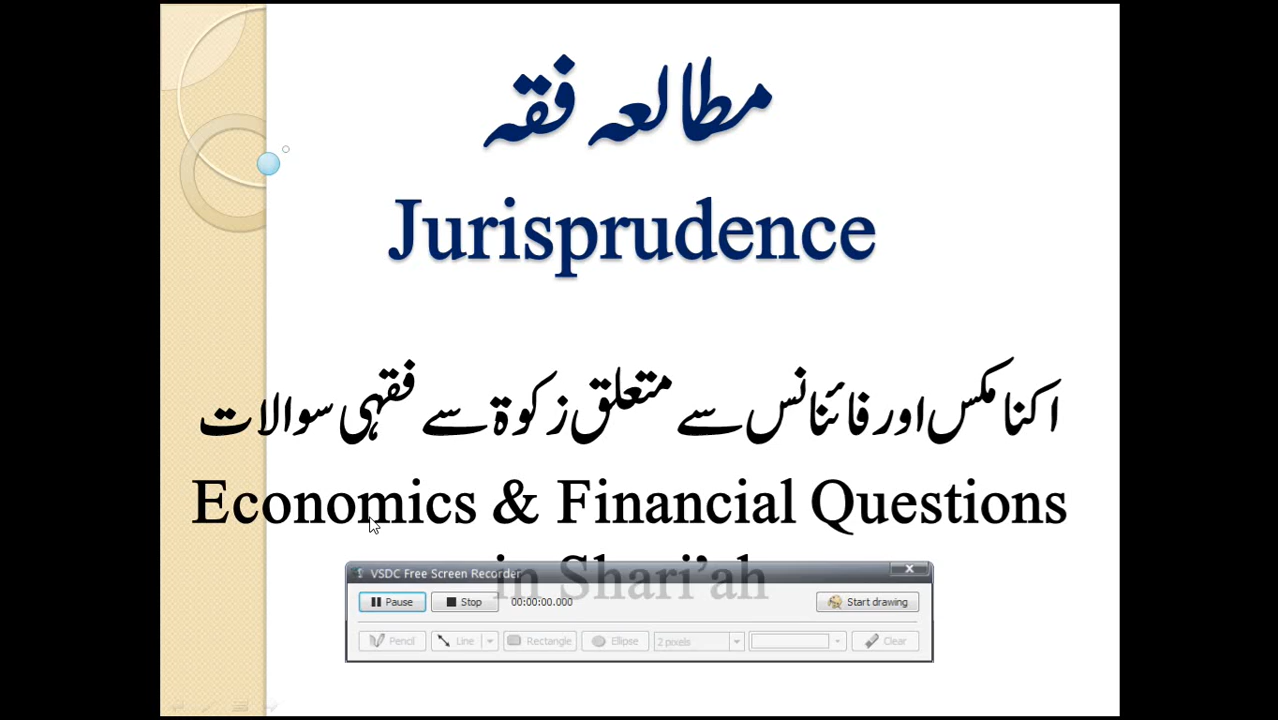 مطالعہ فقہ
Jurisprudence
اکنامکس اور فائنانس سے متعلق زکوۃ سے فقہی سوالات
Economics & Financial Questions
in Shari'ah
VSDC Free Screen Recorder
Pause Stop 00:00:00.000 Start drawing
Pencil Line Rectangle Ellipse 2 pixels Clear